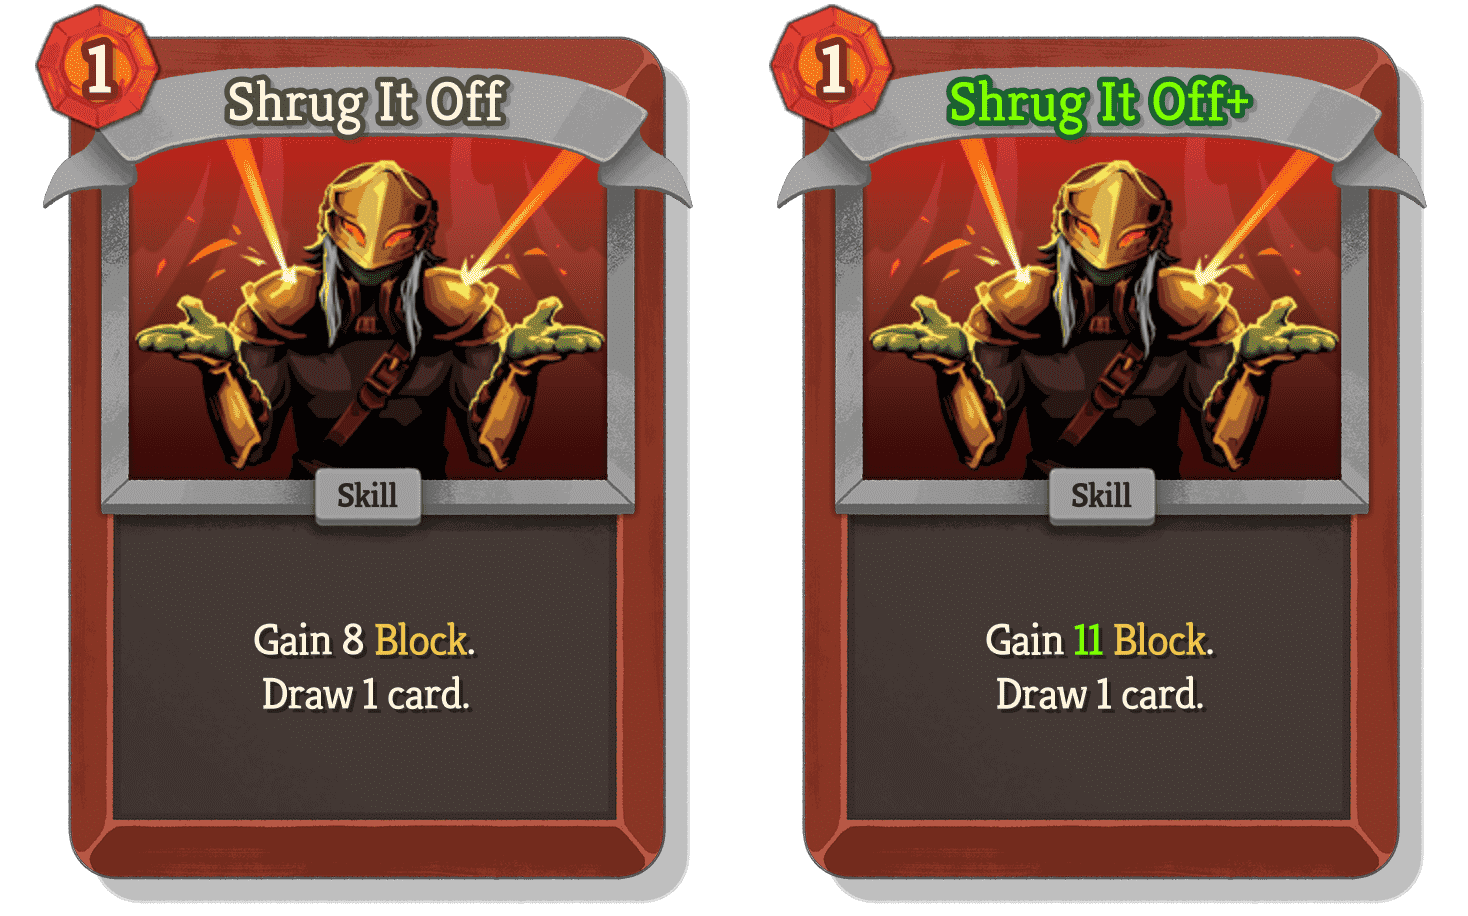 1
Shrug It Off
Skill
Gain 8 Block.
Draw 1 card.
1
Shrug It Off+
Skill
Gain 11 Block.
Draw 1 card.